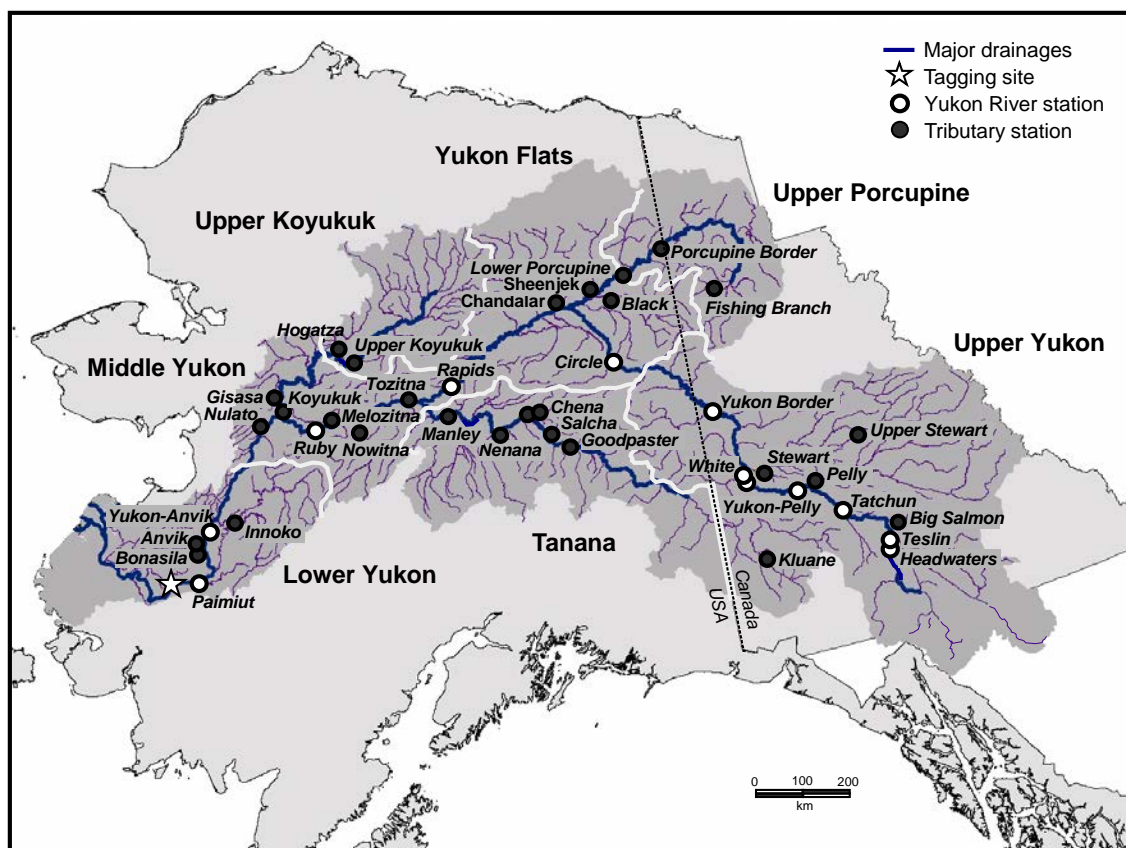 Major drainages
Tagging site
Yukon River station
Tributary station
Yukon Flats
Upper Porcupine
Upper Koyukuk
Porcupine Border
Lower Porcupine
Sheenjek
Chandalar
Black
Fishing Branch
Hogatza
Upper Koyukuk
Circle
Upper Yukon
Middle Yukon
Rapids
Tozitna
Gisasa
Koyukuk
Nulato
Melozitna
Ruby
Nowitna
Manley
Chena
Salcha
Nenana
Goodpaster
Yukon Border
Upper Stewart
White
Stewart
Pelly
Yukon-Pelly
Tatchun
Yukon-Anvik
Anvik
Innoko
Bonasila
Big Salmon
Teslin
Headwaters
Tanana
Kluane
Lower Yukon
Paimiut
Canada
USA
0 100 200
km